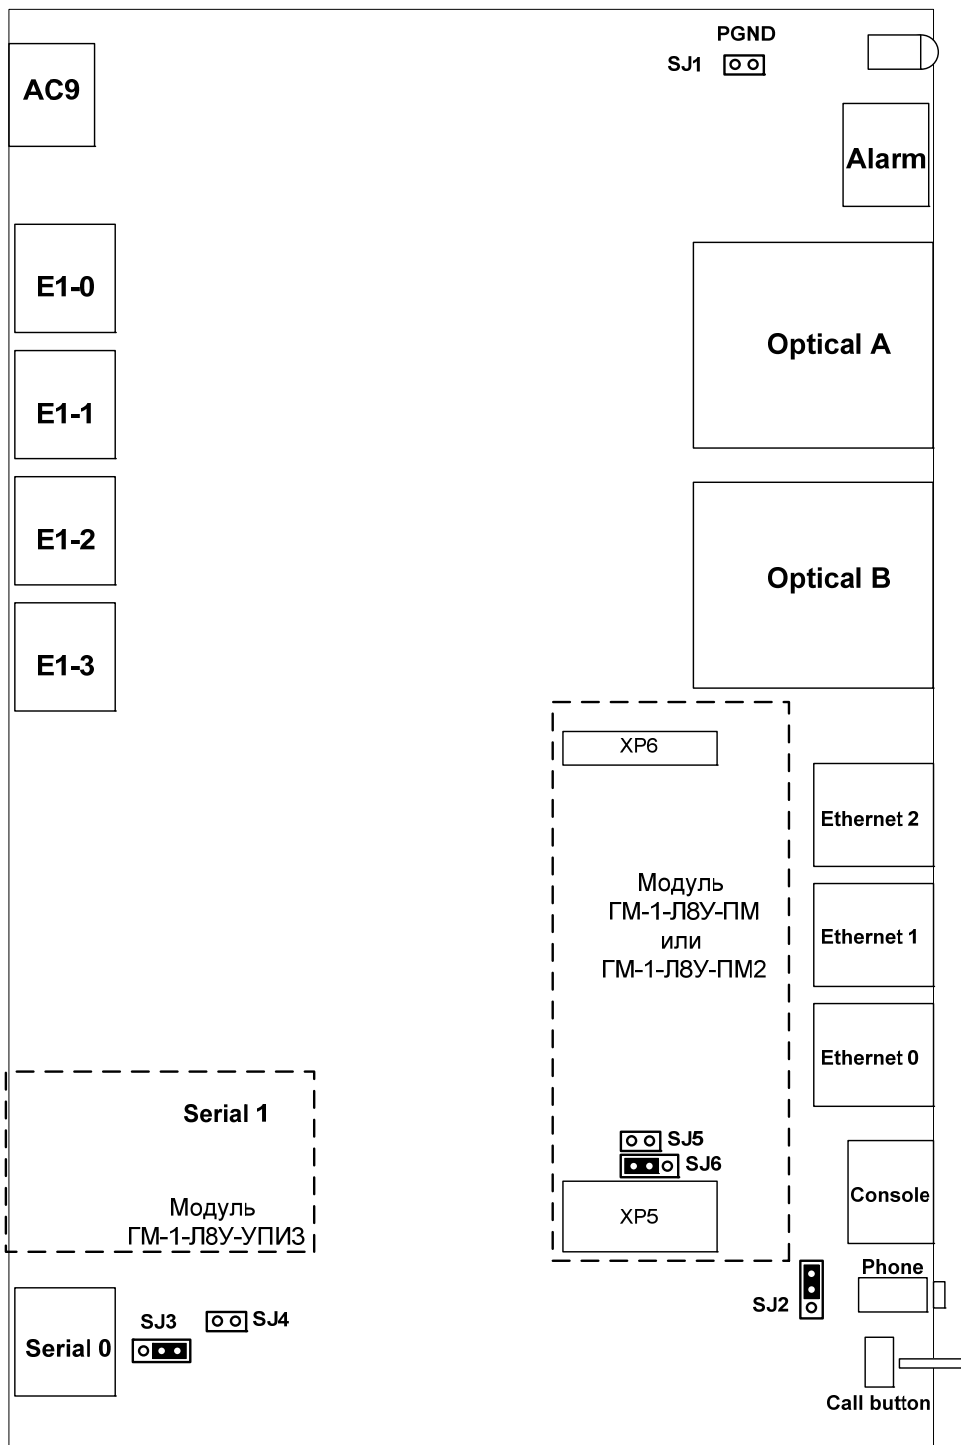 PGND
SJ1
AC9
Alarm
E1-0
Optical A
E1-1
E1-2
Optical B
E1-3
XP6
Ethernet 2
Модуль
ГМ-1-Л8У-ПМ
или
ГМ-1-Л8У-ПМ2
Ethernet 1
Ethernet 0
Serial 1
SJ5
SJ6
Модуль
ГМ-1-Л8У-УПИ3
XP5
Console
Phone
SJ2
SJ3
SJ4
Serial 0
Call button